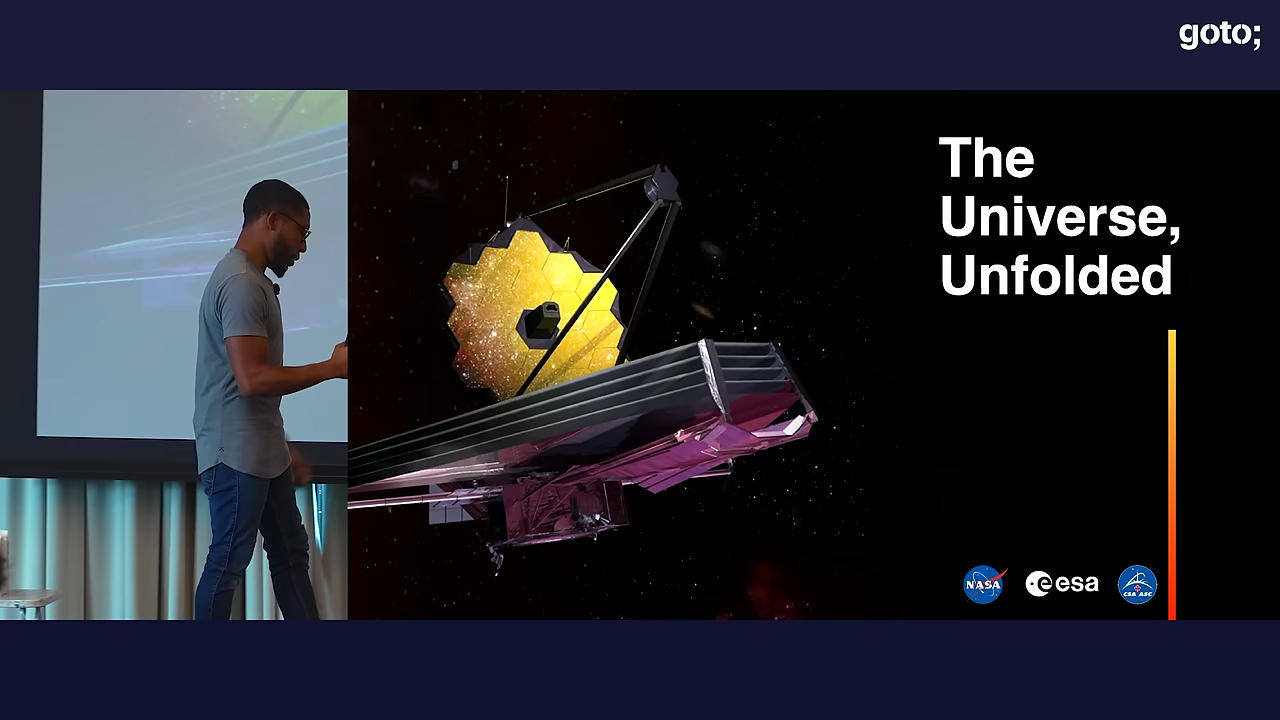 goto;
The
Universe,
Unfolded
NASA
esa
CSA ASC